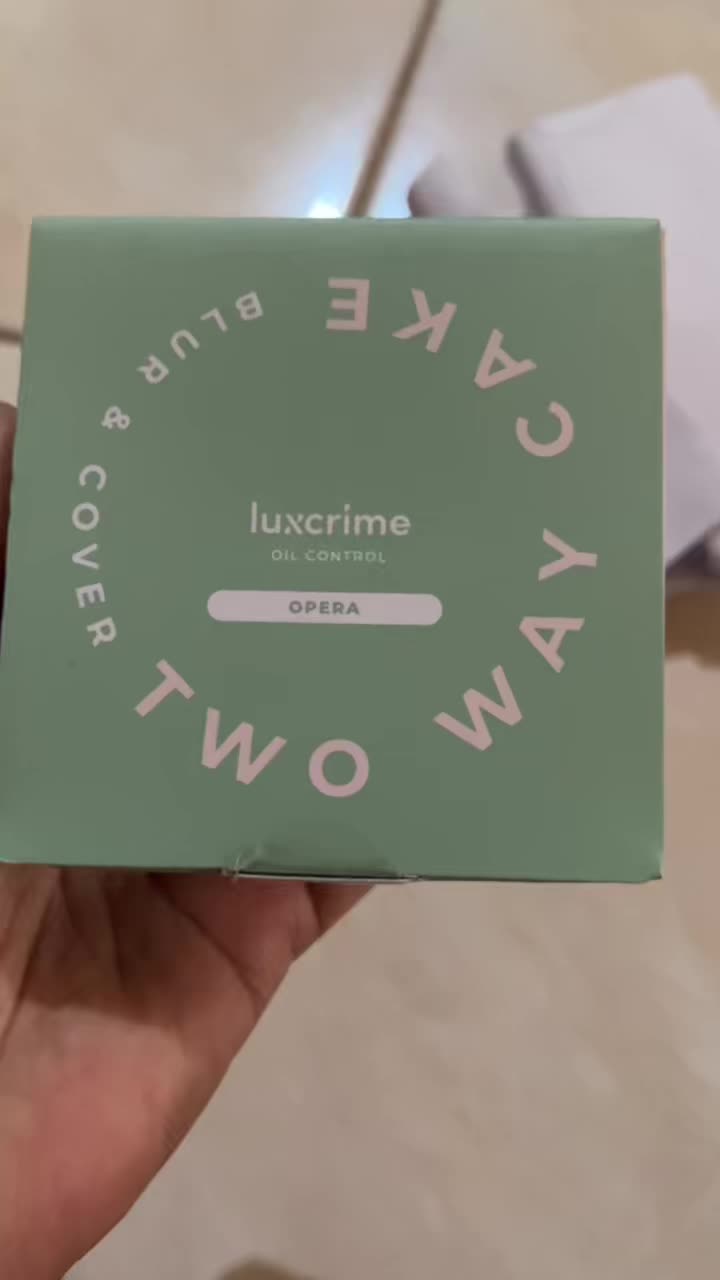 BLUR & COVER
TWO WAY CAKE
luxcrime
OIL CONTROL
OPERA